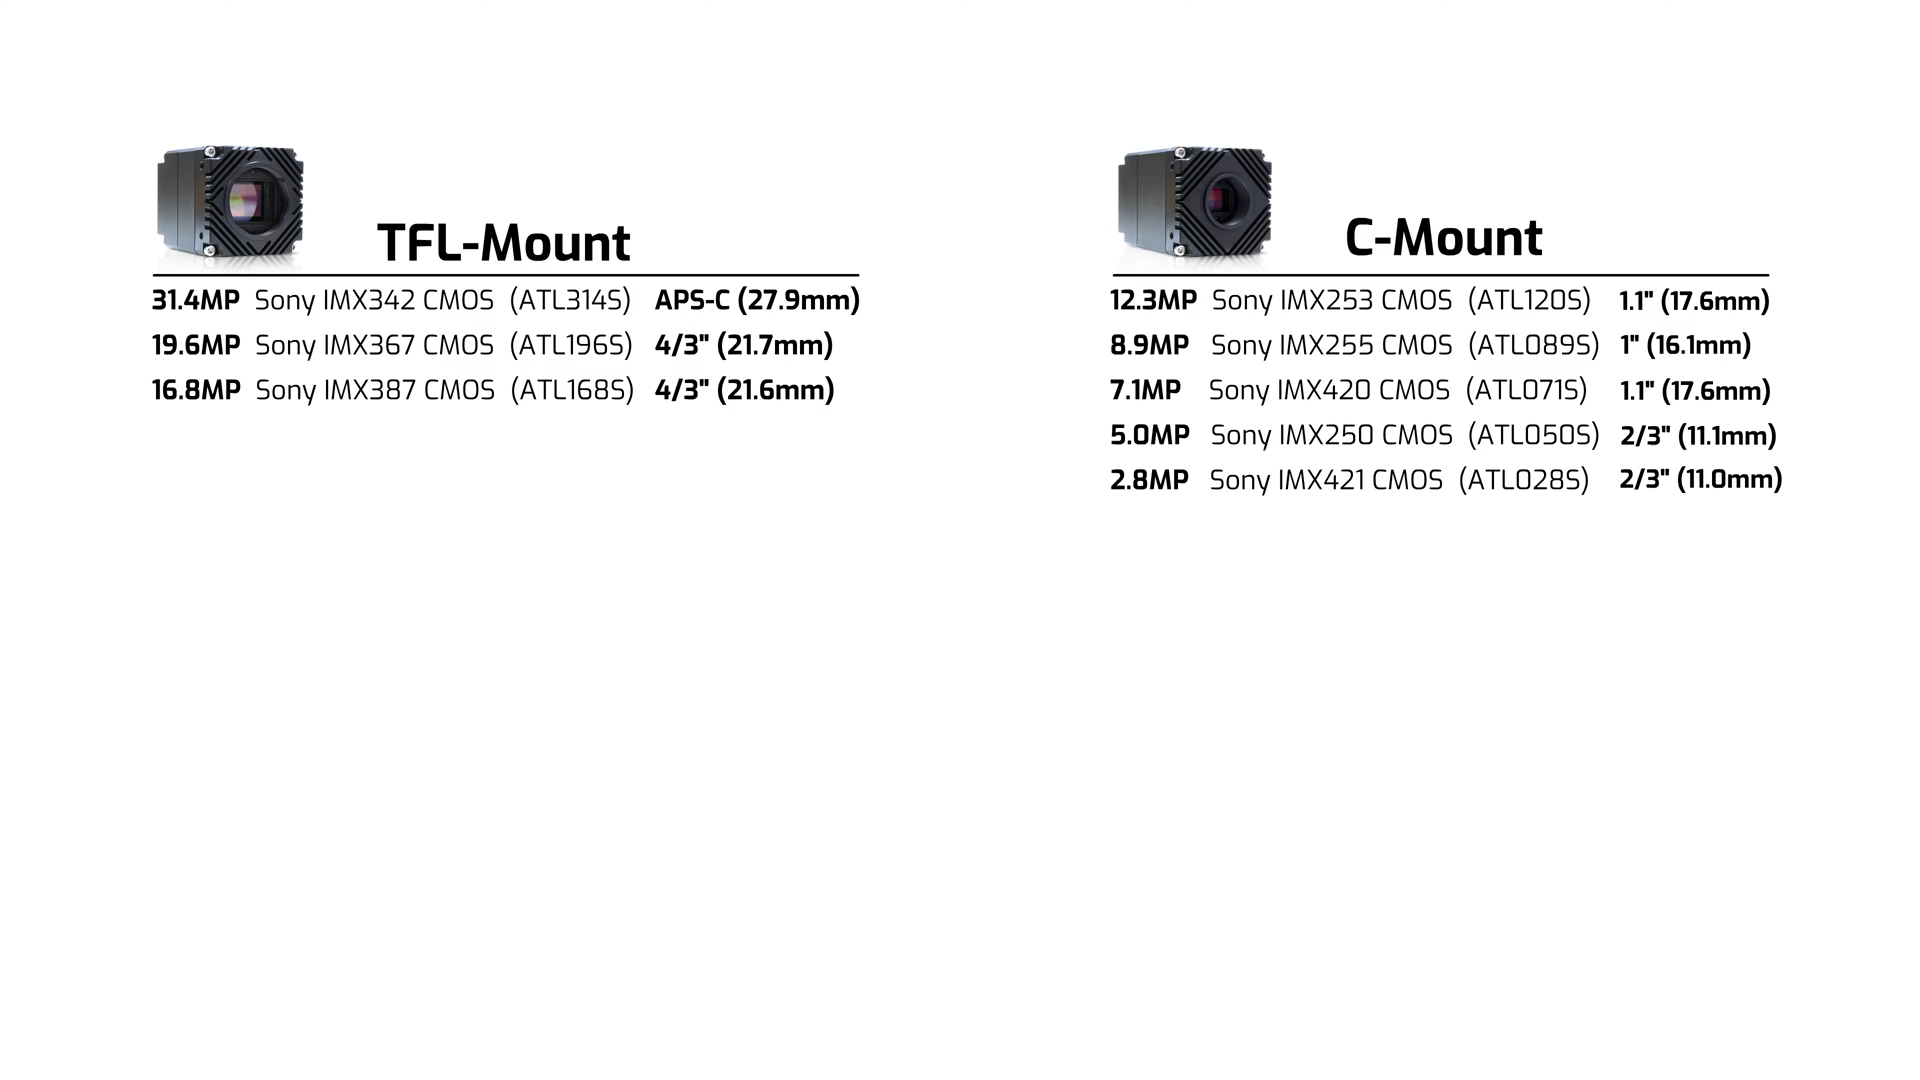 TFL-Mount
31.4MP Sony IMX342 CMOS (ATL314S) APS-C (27.9mm)
19.6MP Sony IMX367 CMOS (ATL196S) 4/3" (21.7mm)
16.8MP Sony IMX387 CMOS (ATL168S) 4/3" (21.6mm)
C-Mount
12.3MP Sony IMX253 CMOS (ATL120S) 1.1" (17.6mm)
8.9MP Sony IMX255 CMOS (ATL089S) 1" (16.1mm)
7.1MP Sony IMX420 CMOS (ATL071S) 1.1" (17.6mm)
5.0MP Sony IMX250 CMOS (ATL050S) 2/3" (11.1mm)
2.8MP Sony IMX421 CMOS (ATL028S) 2/3" (11.0mm)